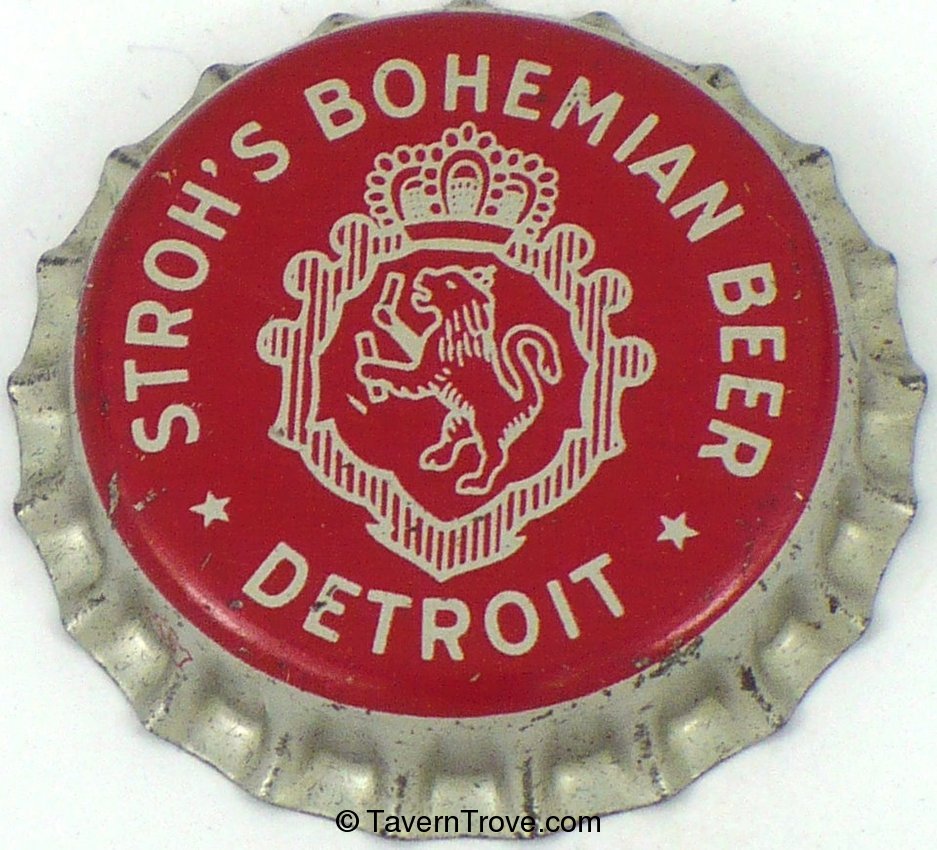 STROH'S BOHEMIAN BEER
★ DETROIT ★
© TavernTrove.com